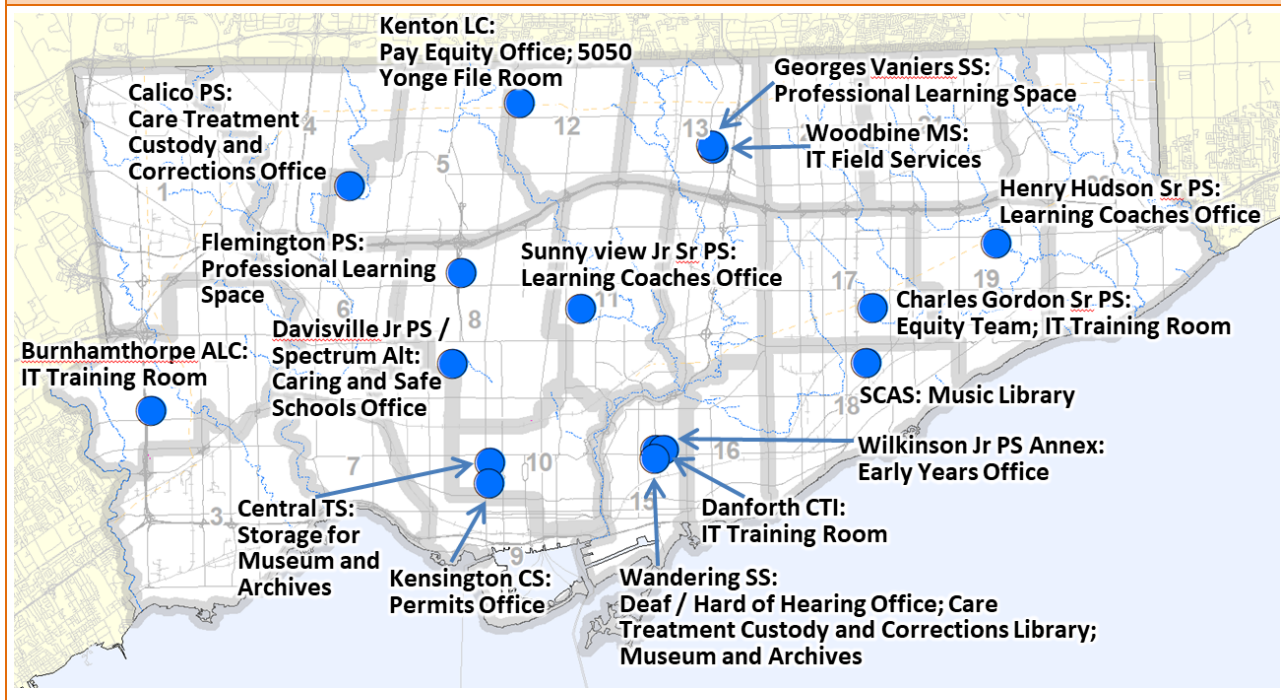 Kenton LC:
Pay Equity Office; 5050
Yonge File Room
Georges Vaniers SS:
Professional Learning Space
Calico PS:
Care Treatment
Custody and
Corrections Office
Woodbine MS:
IT Field Services
Henry Hudson Sr PS:
Learning Coaches Office
Flemington PS:
Professional Learning
Space
Sunny view Jr Sr PS:
Learning Coaches Office
Charles Gordon Sr PS:
Equity Team; IT Training Room
Davisville Jr PS /
Spectrum Alt:
Caring and Safe
Schools Office
Burnhamthorpe ALC:
IT Training Room
SCAS: Music Library
Wilkinson Jr PS Annex:
Early Years Office
Central TS:
Storage for
Museum and
Archives
Danforth CTI:
IT Training Room
Kensington CS:
Permits Office
Wandering SS:
Deaf / Hard of Hearing Office; Care
Treatment Custody and Corrections Library;
Museum and Archives
1
4
5
12
13
6
8
11
17
19
7
10
16
18
3
15
9